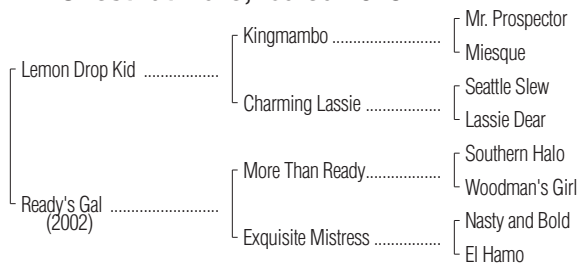 Kingmambo ....................
Mr. Prospector
Miesque
Lemon Drop Kid ..................
Charming Lassie ..................
Seattle Slew
Lassie Dear
More Than Ready..................
Southern Halo
Woodman's Girl
Ready's Gal ..........................
(2002)
Exquisite Mistress ................
Nasty and Bold
El Hamo